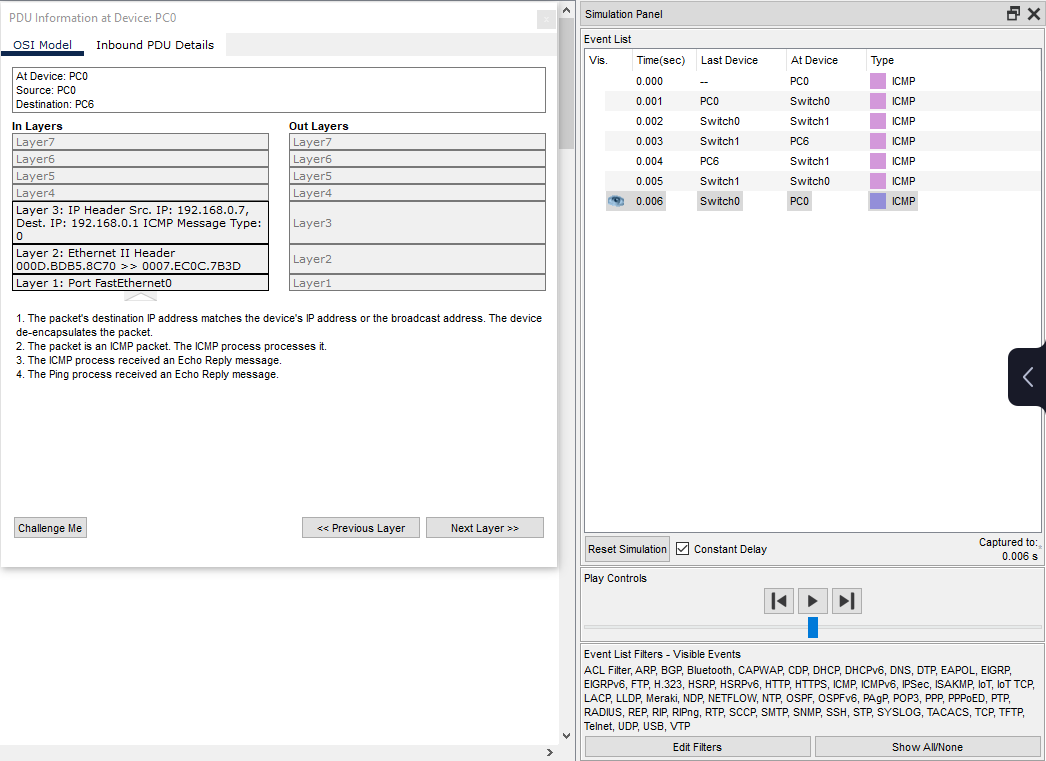 PDU Information at Device: PC0
OSI Model Inbound PDU Details
At Device: PC0
Source: PC0
Destination: PC6
In Layers Out Layers
Layer7 Layer7
Layer6 Layer6
Layer5 Layer5
Layer4 Layer4
Layer 3: IP Header Src. IP: 192.168.0.7,
Dest. IP: 192.168.0.1 ICMP Message Type:
0
Layer3
Layer 2: Ethernet II Header
000D.BDB5.8C70 >> 0007.EC0C.7B3D
Layer2
Layer 1: Port FastEthernet0 Layer1
1. The packet's destination IP address matches the device's IP address or the broadcast address. The device
de-encapsulates the packet.
2. The packet is an ICMP packet. The ICMP process processes it.
3. The ICMP process received an Echo Reply message.
4. The Ping process received an Echo Reply message.
Challenge Me << Previous Layer Next Layer >>
Simulation Panel
Event List
Vis. Time(sec) Last Device At Device Type
0.000 -- PC0 ICMP
0.001 PC0 Switch0 ICMP
0.002 Switch0 Switch1 ICMP
0.003 Switch1 PC6 ICMP
0.004 PC6 Switch1 ICMP
0.005 Switch1 Switch0 ICMP
0.006 Switch0 PC0 ICMP
Reset Simulation Constant Delay
Captured to:
0.006 s
Play Controls
Event List Filters - Visible Events
ACL Filter, ARP, BGP, Bluetooth, CAPWAP, CDP, DHCP, DHCPv6, DNS, DTP, EAPOL, EIGRP,
EIGRPv6, FTP, H.323, HSRP, HSRPv6, HTTP, HTTPS, ICMP, ICMPv6, IPSec, ISAKMP, IoT, IoT TCP,
LACP, LLDP, Meraki, NDP, NETFLOW, NTP, OSPF, OSPFv6, PAgP, POP3, PPP, PPPoED, PTP,
RADIUS, REP, RIP, RIPng, RTP, SCCP, SMTP, SNMP, SSH, STP, SYSLOG, TACACS, TCP, TFTP,
Telnet, UDP, USB, VTP
Edit Filters Show All/None